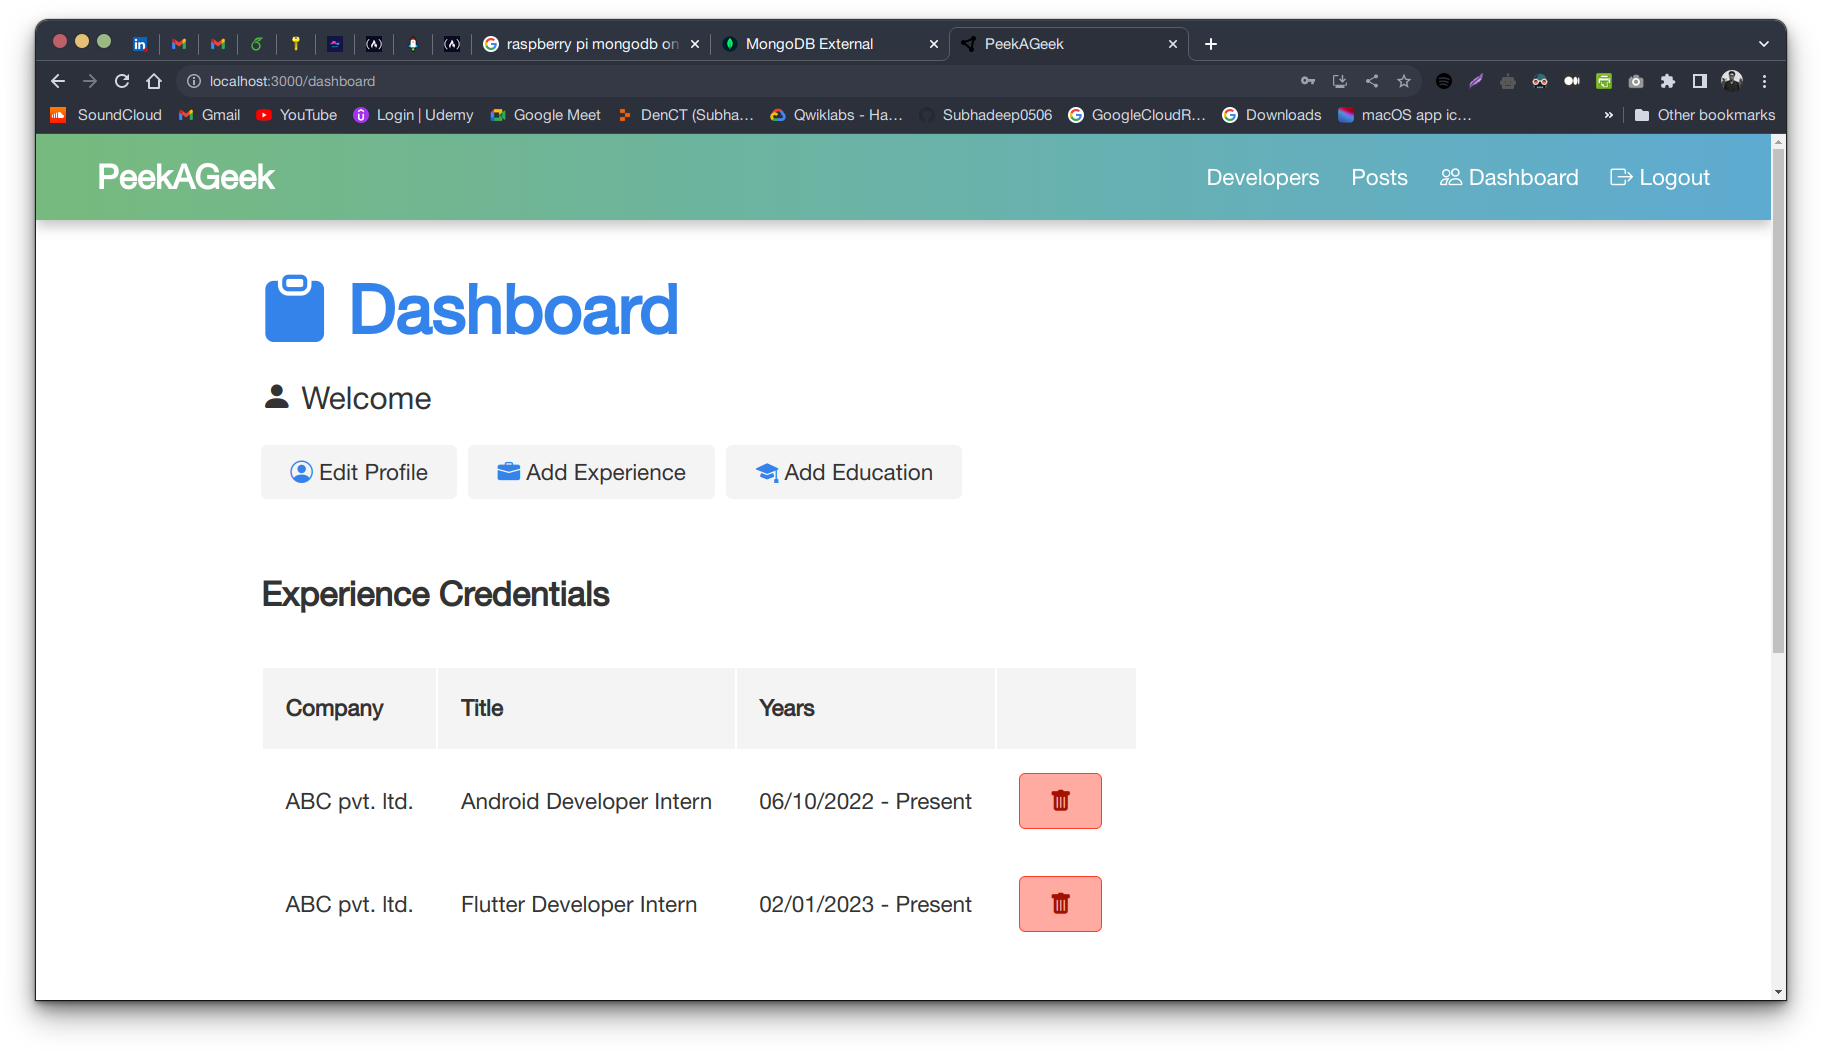 raspberry pi mongodb on
MongoDB External
PeekAGeek
localhost:3000/dashboard
SoundCloud
Gmail
YouTube
Login | Udemy
Google Meet
DenCT (Subha...
Qwiklabs - Ha...
Subhadeep0506
GoogleCloudR...
Downloads
macOS app ic...
Other bookmarks
PeekAGeek
Developers
Posts
Dashboard
Logout
Dashboard
Welcome
Edit Profile
Add Experience
Add Education
Experience Credentials
Company Title Years
ABC pvt. ltd. Android Developer Intern 06/10/2022 - Present
ABC pvt. ltd. Flutter Developer Intern 02/01/2023 - Present